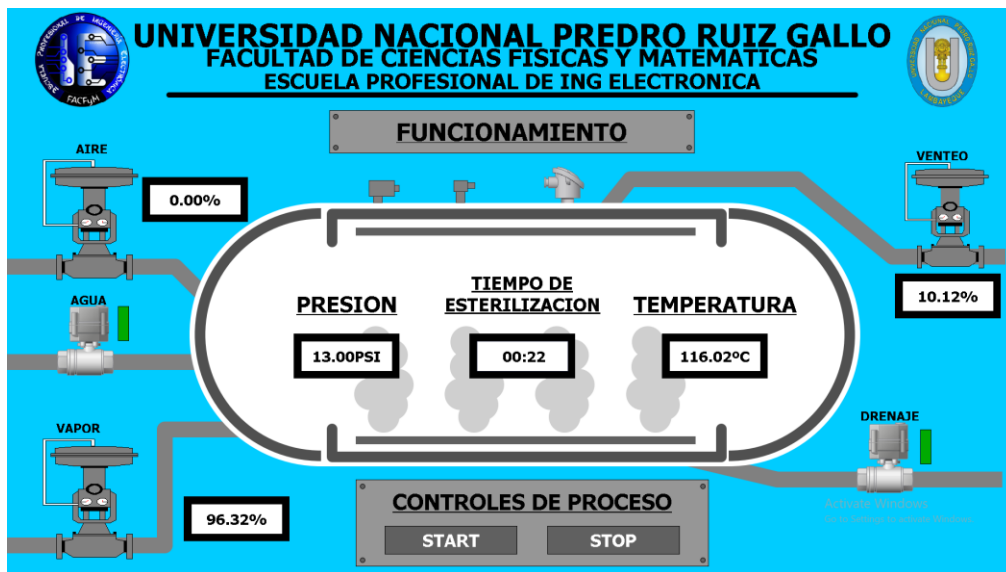 UNIVERSIDAD NACIONAL PREDRO RUIZ GALLO
FACULTAD DE CIENCIAS FISICAS Y MATEMATICAS
ESCUELA PROFESIONAL DE ING ELECTRONICA
FACFyM
LAMBAYEQUE
FUNCIONAMIENTO
AIRE
0.00%
VENTEO
10.12%
AGUA
PRESION
13.00PSI
TIEMPO DE
ESTERILIZACION
00:22
TEMPERATURA
116.02ºC
VAPOR
96.32%
DRENAJE
CONTROLES DE PROCESO
START
STOP
Activate Windows